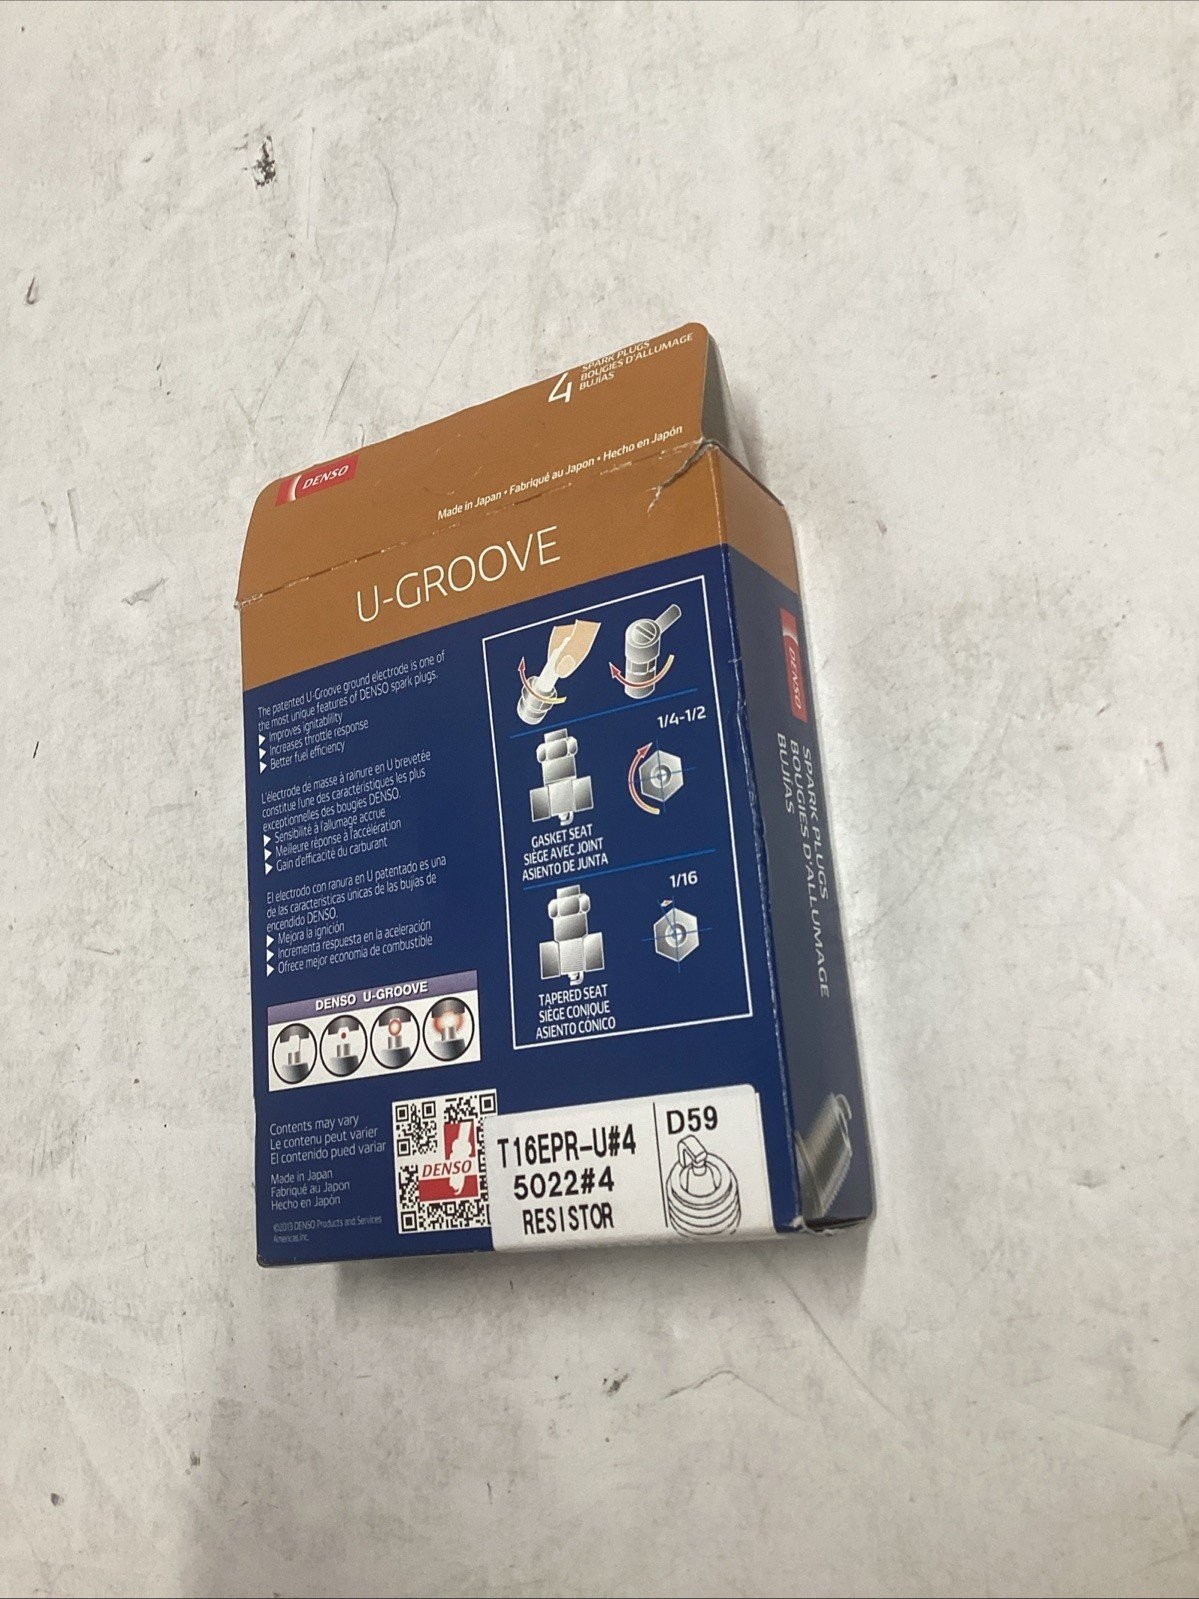 4
SPARK PLUGS
BOUGIES D'ALLUMAGE
BUJÍAS
DENSO
Made in Japan • Fabriqué au Japon • Hecho en Japón
U-GROOVE
The patented U-Groove ground electrode is one of
the most unique features of DENSO spark plugs.
Improves ignitability
Increases throttle response
Better fuel efficiency
L'électrode de masse à rainure en U brevetée
constitue l'une des caractéristiques les plus
exceptionnelles des bougies DENSO.
Sensibilité à l'allumage accrue
Meilleure réponse à l'accélération
Gain d'efficacité du carburant
El electrodo con ranura en U patentado es una
de las características únicas de las bujías de
encendido DENSO.
Mejora la ignición
Incrementa respuesta en la aceleración
Ofrece mejor economía de combustible
DENSO U-GROOVE
1/4-1/2
GASKET SEAT
SIÈGE AVEC JOINT
ASIENTO DE JUNTA
1/16
TAPERED SEAT
SIÈGE CONIQUE
ASIENTO CÓNICO
Contents may vary
Le contenu peut varier
El contenido pued variar
Made in Japan
Fabriqué au Japon
Hecho en Japón
©2013 DENSO Products and Services
Americas, Inc.
DENSO
T16EPR-U#4
5022#4
RESISTOR
D59
DENSO
SPARK PLUGS
BOUGIES D'ALLUMAGE
BUJÍAS